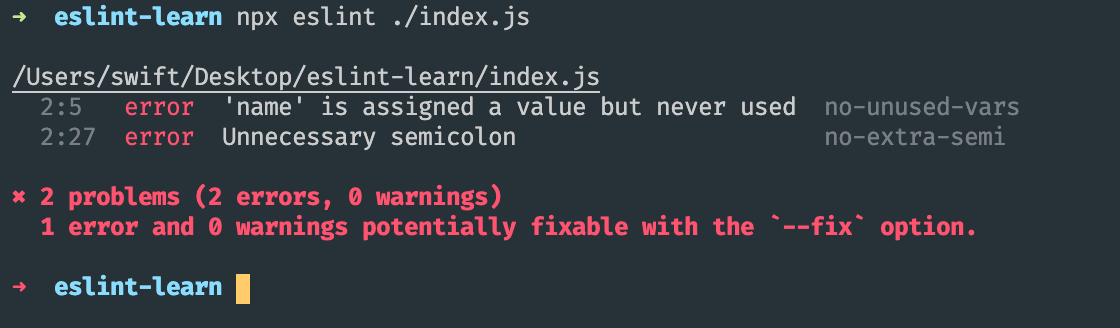 ➜ eslint-learn npx eslint ./index.js
/Users/swift/Desktop/eslint-learn/index.js
2:5 error 'name' is assigned a value but never used no-unused-vars
2:27 error Unnecessary semicolon no-extra-semi
✖ 2 problems (2 errors, 0 warnings)
1 error and 0 warnings potentially fixable with the `--fix` option.
➜ eslint-learn